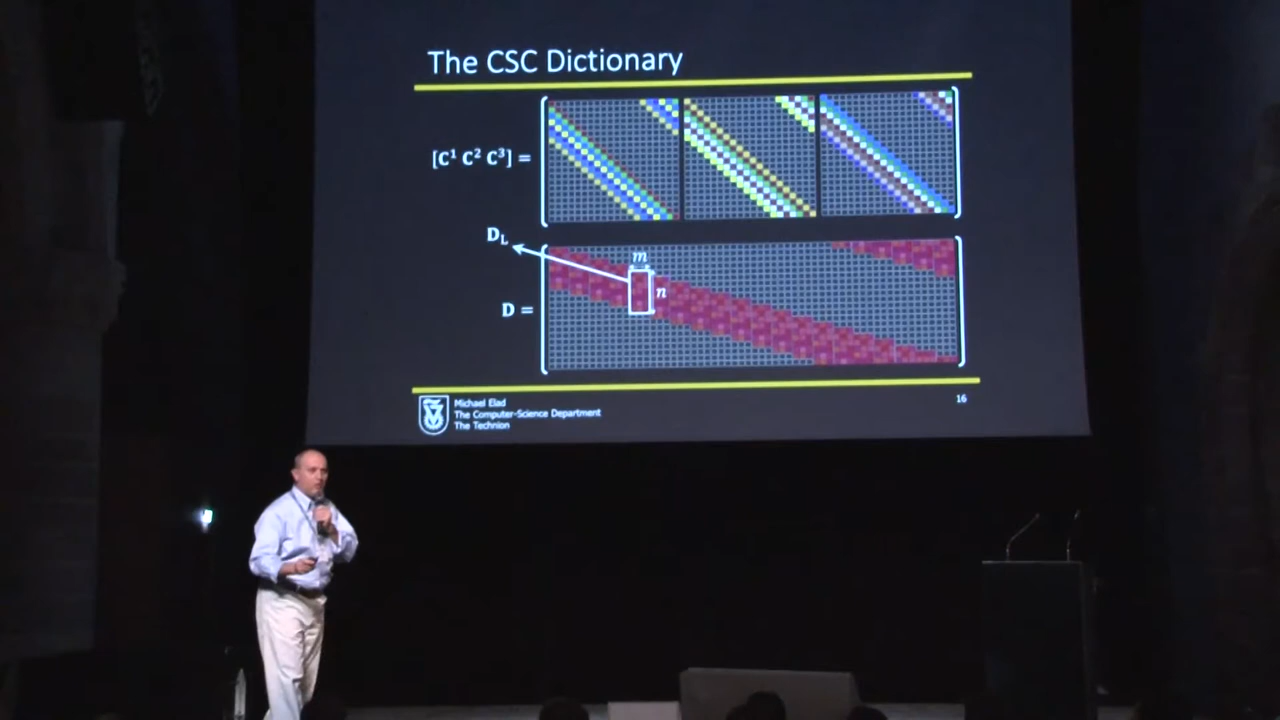 The CSC Dictionary
[C¹ C² C³] =
D_L
m
n
D =
Michael Elad
The Computer-Science Department
The Technion
16